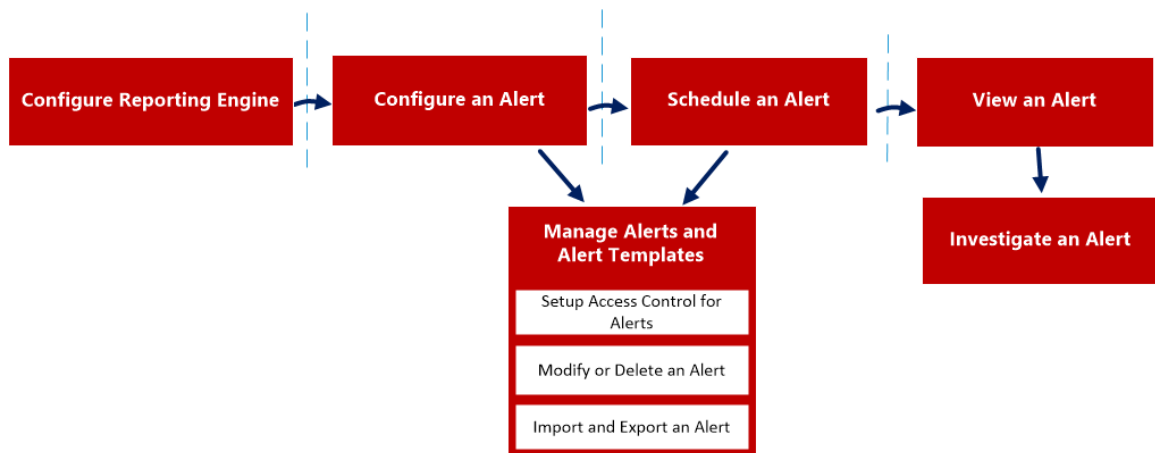 Configure Reporting Engine
Configure an Alert
Schedule an Alert
View an Alert
Manage Alerts and
Alert Templates
Setup Access Control for
Alerts
Modify or Delete an Alert
Import and Export an Alert
Investigate an Alert